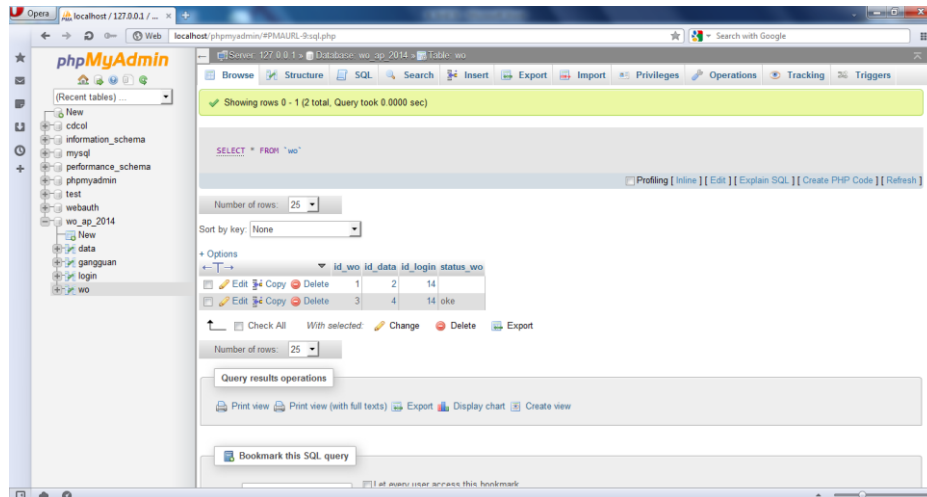 Opera
localhost / 127.0.0.1 / ...
Web
localhost/phpmyadmin/#PMAURL-9:sql.php
Search with Google
phpMyAdmin
(Recent tables) ...
New
cdcol
information_schema
mysql
performance_schema
phpmyadmin
test
webauth
wo_ap_2014
New
data
gangguan
login
wo
Server: 127.0.0.1 » Database: wo_ap_2014 » Table: wo
Browse Structure SQL Search Insert Export Import Privileges Operations Tracking Triggers
Showing rows 0 - 1 (2 total, Query took 0.0000 sec)
SELECT * FROM `wo`
Profiling [ Inline ] [ Edit ] [ Explain SQL ] [ Create PHP Code ] [ Refresh ]
Number of rows: 25
Sort by key: None
+ Options
←T→ id_wo id_data id_login status_wo
Edit Copy Delete 1 2 14
Edit Copy Delete 3 4 14 oke
Check All With selected: Change Delete Export
Number of rows: 25
Query results operations
Print view Print view (with full texts) Export Display chart Create view
Bookmark this SQL query
Let every user access this bookmark